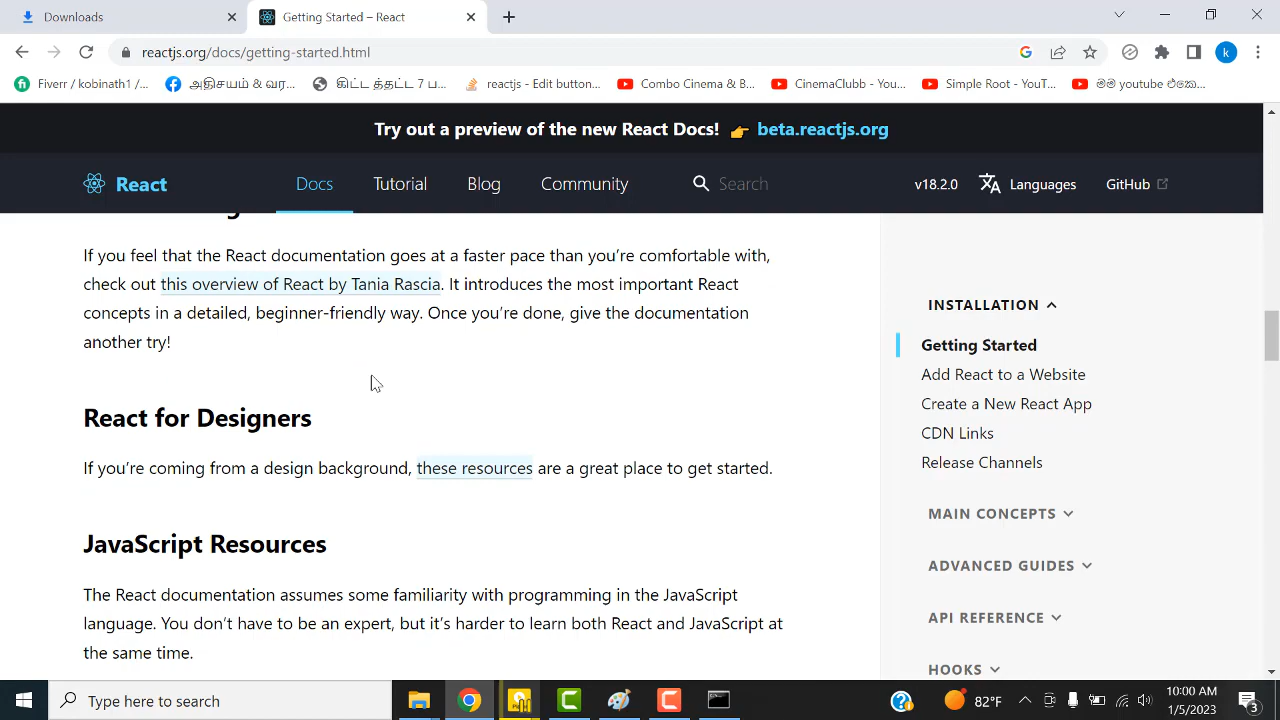 Downloads
Getting Started – React
reactjs.org/docs/getting-started.html
k
Fiverr / kobinath1 /...
அதிசயம் & வர...
இட்டத்தட்ட 7 ப...
reactjs - Edit button...
Combo Cinema & B...
CinemaClubb - You...
Simple Root - YouT...
මම youtube එකෙ...
Try out a preview of the new React Docs! 👉 beta.reactjs.org
React
Docs
Tutorial
Blog
Community
Search
v18.2.0
Languages
GitHub
If you feel that the React documentation goes at a faster pace than you’re comfortable with,
check out this overview of React by Tania Rascia. It introduces the most important React
concepts in a detailed, beginner-friendly way. Once you’re done, give the documentation
another try!
React for Designers
If you’re coming from a design background, these resources are a great place to get started.
JavaScript Resources
The React documentation assumes some familiarity with programming in the JavaScript
language. You don’t have to be an expert, but it’s harder to learn both React and JavaScript at
the same time.
INSTALLATION
Getting Started
Add React to a Website
Create a New React App
CDN Links
Release Channels
MAIN CONCEPTS
ADVANCED GUIDES
API REFERENCE
HOOKS
Type here to search
82°F
10:00 AM
1/5/2023
3